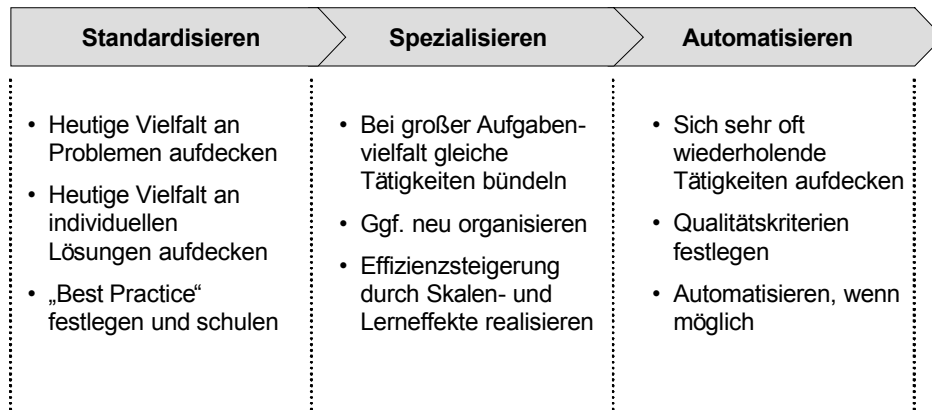 Standardisieren
Spezialisieren
Automatisieren
• Heutige Vielfalt an
Problemen aufdecken
• Heutige Vielfalt an
individuellen
Lösungen aufdecken
• „Best Practice“
festlegen und schulen
• Bei großer Aufgaben-
vielfalt gleiche
Tätigkeiten bündeln
• Ggf. neu organisieren
• Effizienzsteigerung
durch Skalen- und
Lerneffekte realisieren
• Sich sehr oft
wiederholende
Tätigkeiten aufdecken
• Qualitätskriterien
festlegen
• Automatisieren, wenn
möglich